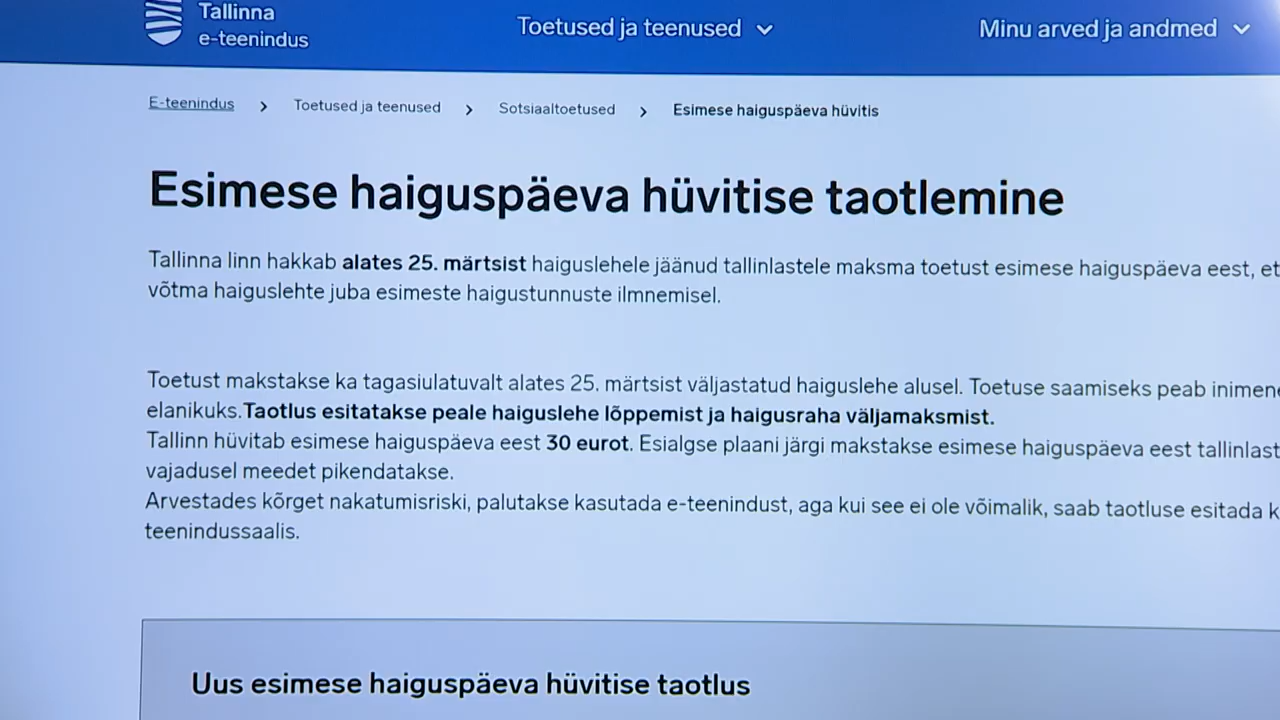 Tallinna
e-teenindus
Toetused ja teenused
Minu arved ja andmed
E-teenindus > Toetused ja teenused > Sotsiaaltoetused > Esimese haiguspäeva hüvitis
Esimese haiguspäeva hüvitise taotlemine
Tallinna linn hakkab alates 25. märtsist haiguslehele jäänud tallinlastele maksma toetust esimese haiguspäeva eest, et
võtma haiguslehte juba esimeste haigustunnuste ilmnemisel.
Toetust makstakse ka tagasiulatuvalt alates 25. märtsist väljastatud haiguslehe alusel. Toetuse saamiseks peab inimene
elanikuks.Taotlus esitatakse peale haiguslehe lõppemist ja haigusraha väljamaksmist.
Tallinn hüvitab esimese haiguspäeva eest 30 eurot. Esialgse plaani järgi makstakse esimese haiguspäeva eest tallinlast
vajadusel meedet pikendatakse.
Arvestades kõrget nakatumisriski, palutakse kasutada e-teenindust, aga kui see ei ole võimalik, saab taotluse esitada k
teenindussaalis.
Uus esimese haiguspäeva hüvitise taotlus